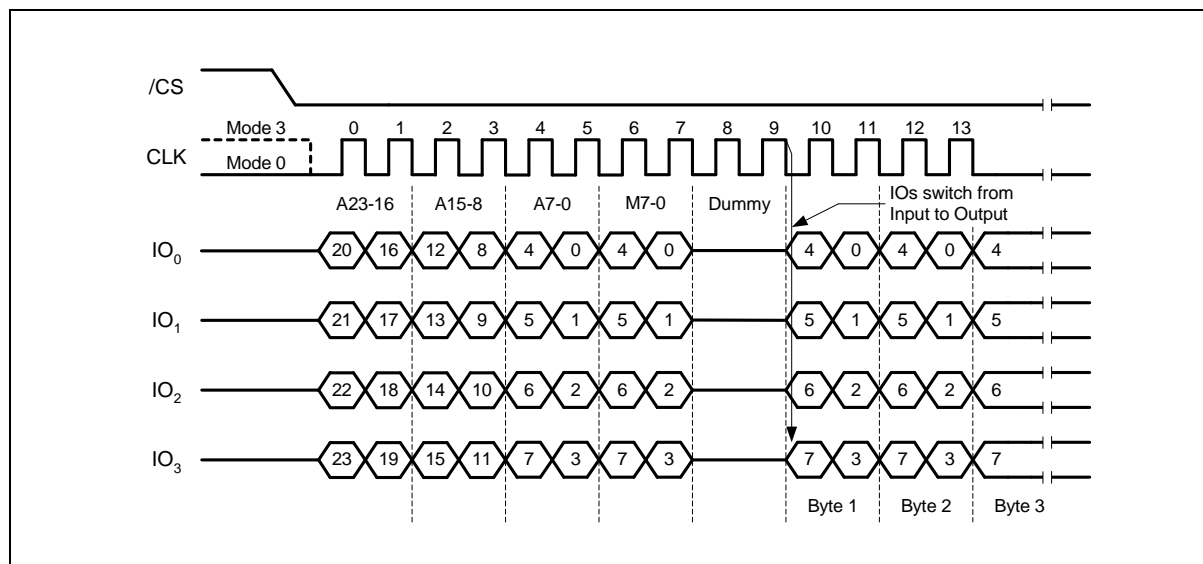 /CS
Mode 3 0 1 2 3 4 5 6 7 8 9 10 11 12 13
CLK
Mode 0
A23-16 A15-8 A7-0 M7-0 Dummy
IOs switch from
Input to Output
IO0 20 16 12 8 4 0 4 0 4 0 4 0 4
IO1 21 17 13 9 5 1 5 1 5 1 5 1 5
IO2 22 18 14 10 6 2 6 2 6 2 6 2 6
IO3 23 19 15 11 7 3 7 3 7 3 7 3 7
Byte 1 Byte 2 Byte 3